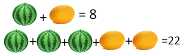 + = 8
+ + + + =22